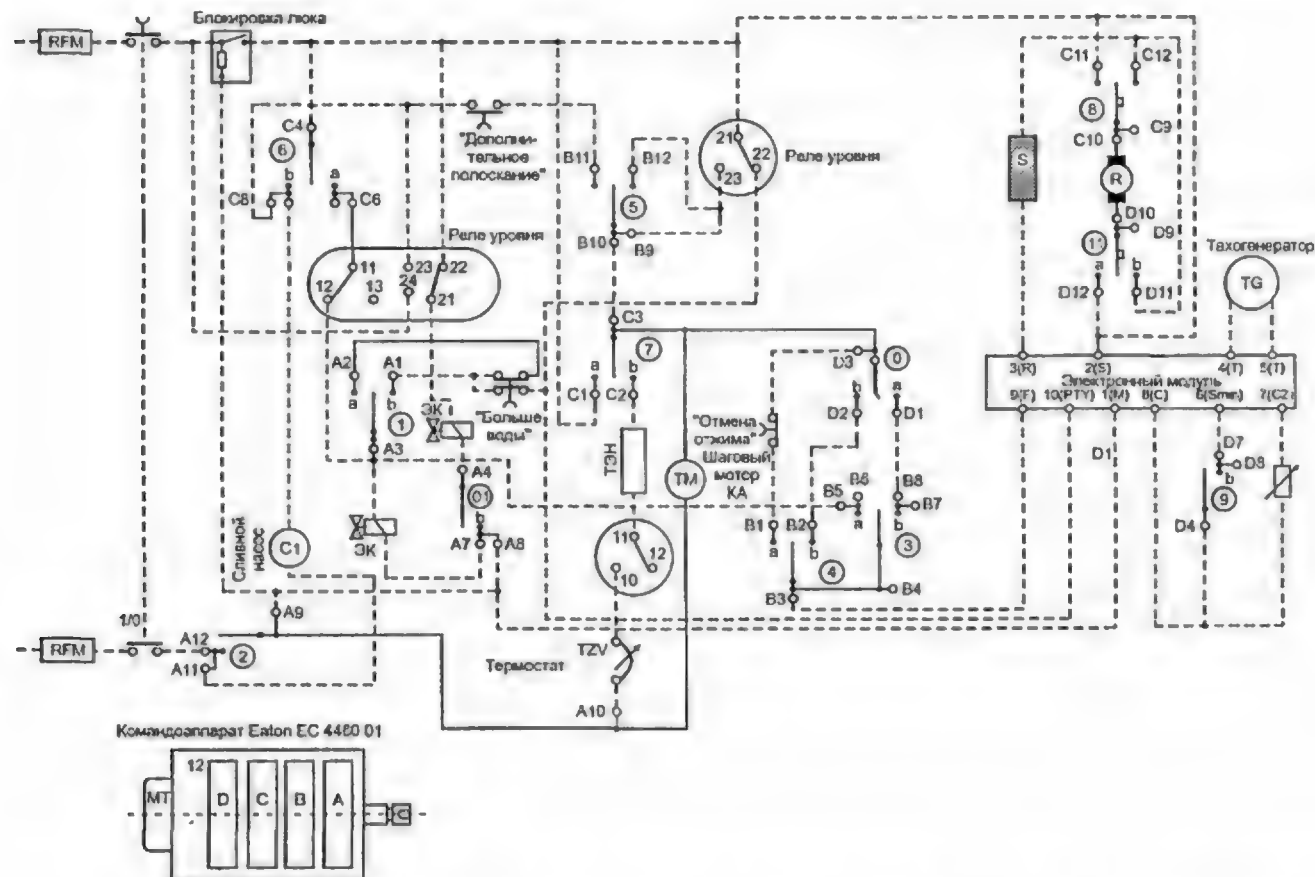 Блокировка люка
RFM
C11
C12
8
C9
C10
R
S
D10
D9
11
a
b
D12
D11
Тахогенератор
TG
C4
6
b
a
C8
C6
"Дополни-
тельное
полоскание"
B11
B12
5
B10
B9
21
22
23
Реле уровня
Реле уровня
11
12
13
23
24
22
21
C3
7
a
b
C1
C2
ТЭН
TM
D3
0
b
a
D2
D1
"Отмена
отжима"
Шаговый
мотор
КА
3(R)
2(S)
4(T)
5(T)
Электронный модуль
9(F)
10(PTY)
1(M)
8(C)
6(Smin)
7(C2)
D1
D7
D8
b
9
D4
A2
A1
a
b
1
A3
ЭК
"Больше
воды"
A4
01
A7
A8
ЭК
Сливной
насос
C1
A9
B6
B5
a
B8
B7
b
3
B1
B2
a
b
4
B3
B4
11
12
10
TZV
Термостат
A10
1/0
RFM
A12
A11
2
Командоаппарат Eaton EC 4460 01
12
MT
D
C
B
A